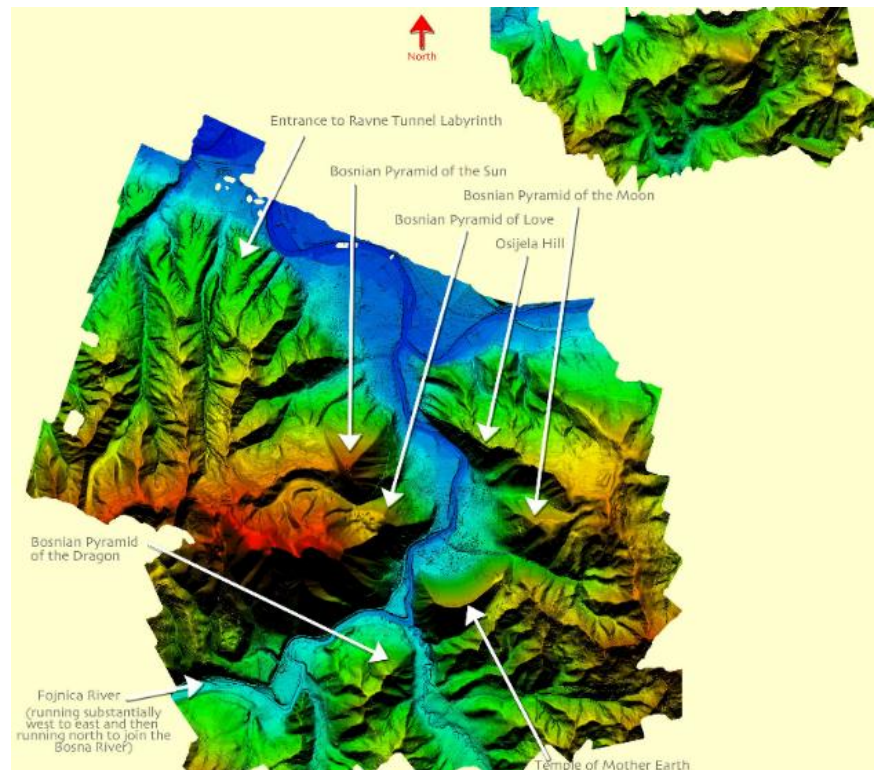 North
Entrance to Ravne Tunnel Labyrinth
Bosnian Pyramid of the Sun
Bosnian Pyramid of the Moon
Bosnian Pyramid of Love
Osijela Hill
Bosnian Pyramid
of the Dragon
Fojnica River
(running substantially
west to east and then
running north to join the
Bosna River)
Temple of Mother Earth